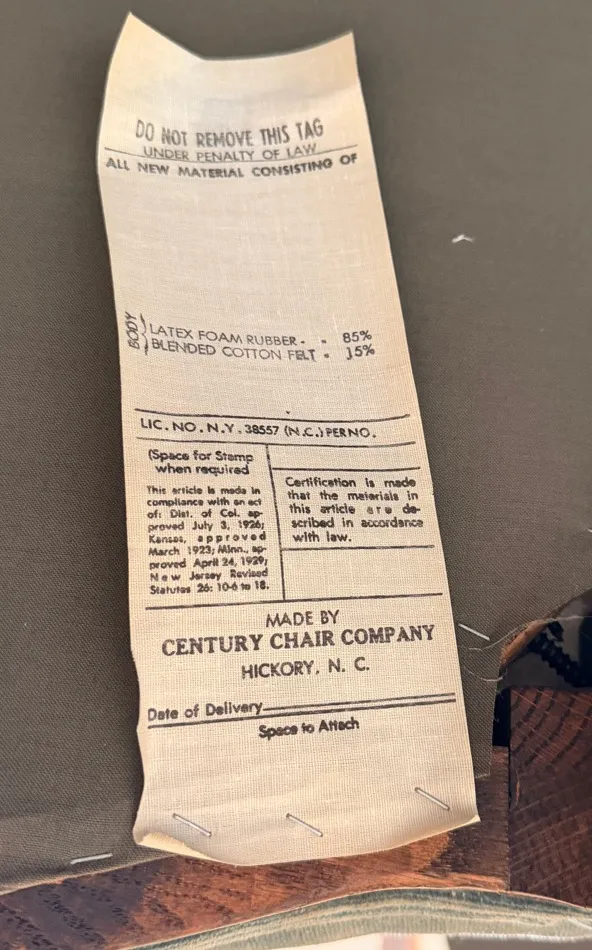 DO NOT REMOVE THIS TAG
UNDER PENALTY OF LAW
ALL NEW MATERIAL CONSISTING OF
BODY
LATEX FOAM RUBBER - - 85%
BLENDED COTTON FELT - 15%
LIC. NO. N.Y. 38557 (N.C.) PER NO.
(Space for Stamp
when required
This article is made in
compliance with an act
of: Dist. of Col. ap-
proved July 3, 1926;
Kansas, approved
March 1923; Minn., ap-
proved April 24, 1929;
New Jersey Revised
Statutes 26: 10-6 to 18.
Certification is made
that the materials in
this article are de-
scribed in accordance
with law.
MADE BY
CENTURY CHAIR COMPANY
HICKORY, N. C.
Date of Delivery
Space to Attach